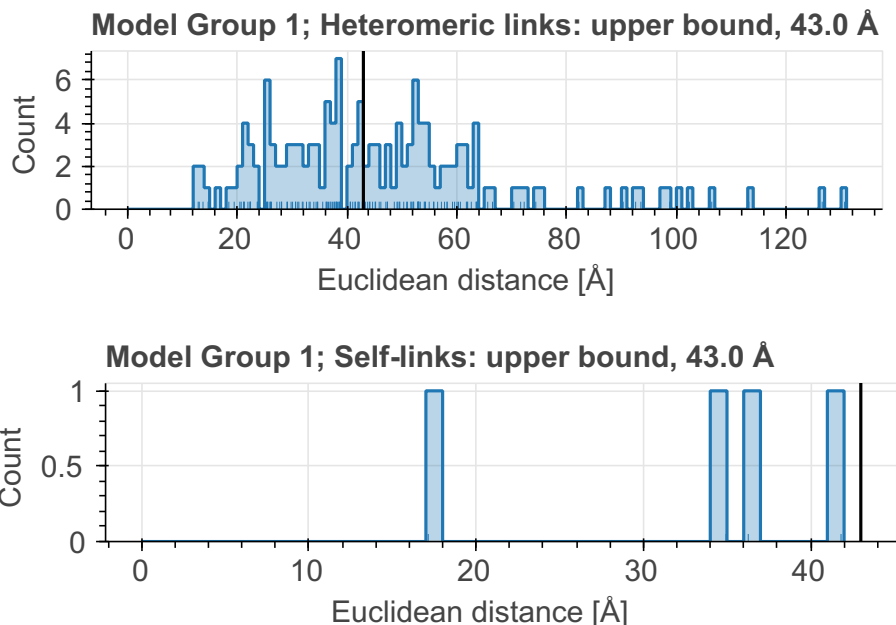 Model Group 1; Heteromeric links: upper bound, 43.0 Å
Count
6
4
2
0
0 20 40 60 80 100 120
Euclidean distance [Å]
Model Group 1; Self-links: upper bound, 43.0 Å
Count
1
0.5
0
0 10 20 30 40
Euclidean distance [Å]